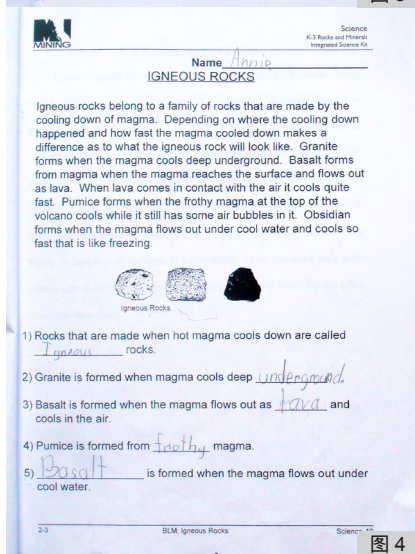 MINING
Science
K-3 Rocks and Minerals
Integrated Science Kit
Name Annie
IGNEOUS ROCKS
Igneous rocks belong to a family of rocks that are made by the
cooling down of magma. Depending on where the cooling down
happened and how fast the magma cooled down makes a
difference as to what the igneous rock will look like. Granite
forms when the magma cools deep underground. Basalt forms
from magma when the magma reaches the surface and flows out
as lava. When lava comes in contact with the air it cools quite
fast. Pumice forms when the frothy magma at the top of the
volcano cools while it still has some air bubbles in it. Obsidian
forms when the magma flows out under cool water and cools so
fast that is like freezing.
Igneous Rocks
1) Rocks that are made when hot magma cools down are called
Igneous rocks.
2) Granite is formed when magma cools deep underground.
3) Basalt is formed when the magma flows out as lava and
cools in the air.
4) Pumice is formed from frothy magma.
5) Basalt is formed when the magma flows out under
cool water.
2-3 BLM: Igneous Rocks Science
图 4